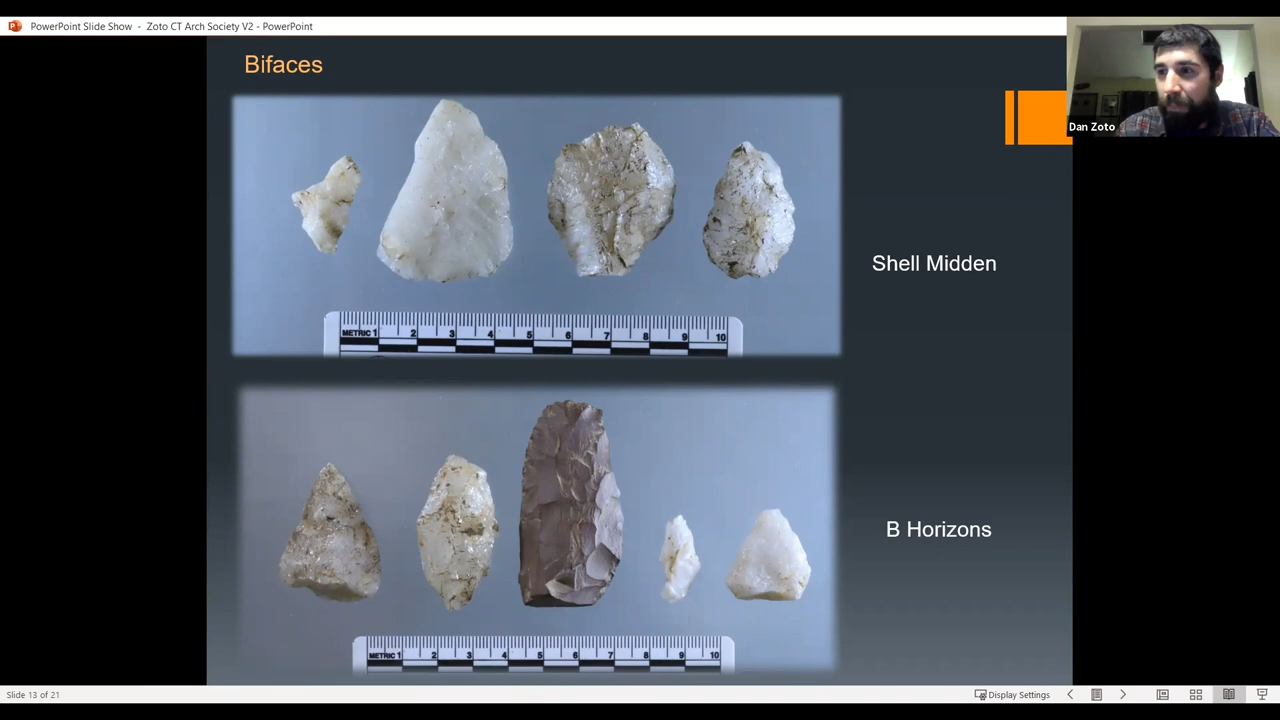 PowerPoint Slide Show - Zoto CT Arch Society V2 - PowerPoint
Bifaces
Dan Zoto
Shell Midden
METRIC 1 2 3 4 5 6 7 8 9 10
B Horizons
METRIC 1 2 3 4 5 6 7 8 9 10
Slide 13 of 21
Display Settings